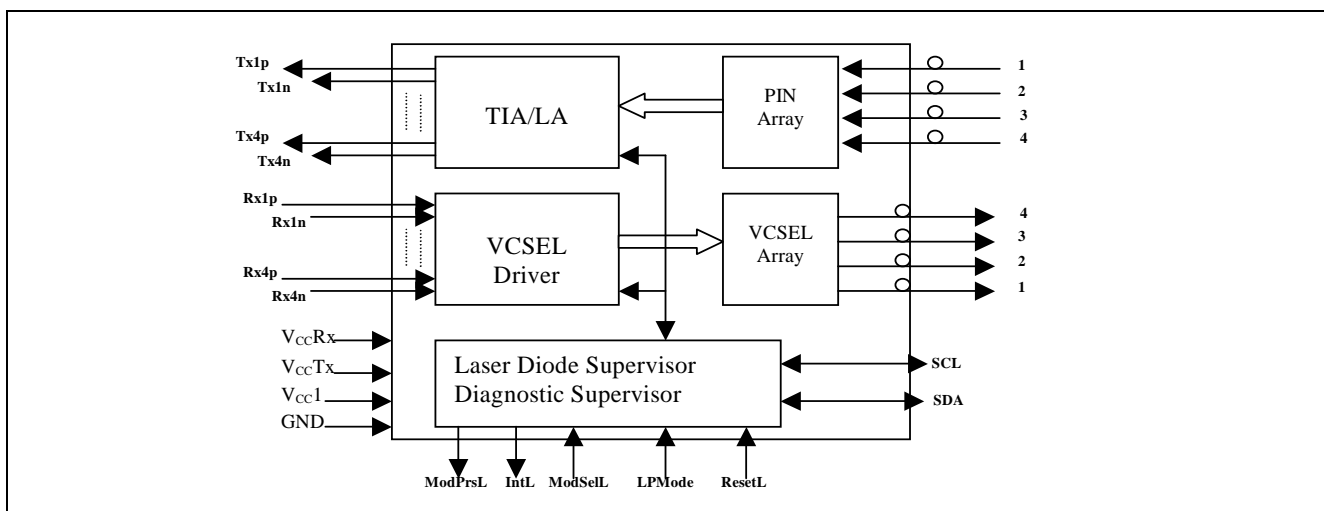 Tx1p
Tx1n
Tx4p
Tx4n
TIA/LA
PIN
Array
1
2
3
4
Rx1p
Rx1n
Rx4p
Rx4n
VCSEL
Driver
VCSEL
Array
4
3
2
1
VCCRx
VCCTx
VCC1
GND
Laser Diode Supervisor
Diagnostic Supervisor
SCL
SDA
ModPrsL IntL ModSelL LPMode ResetL